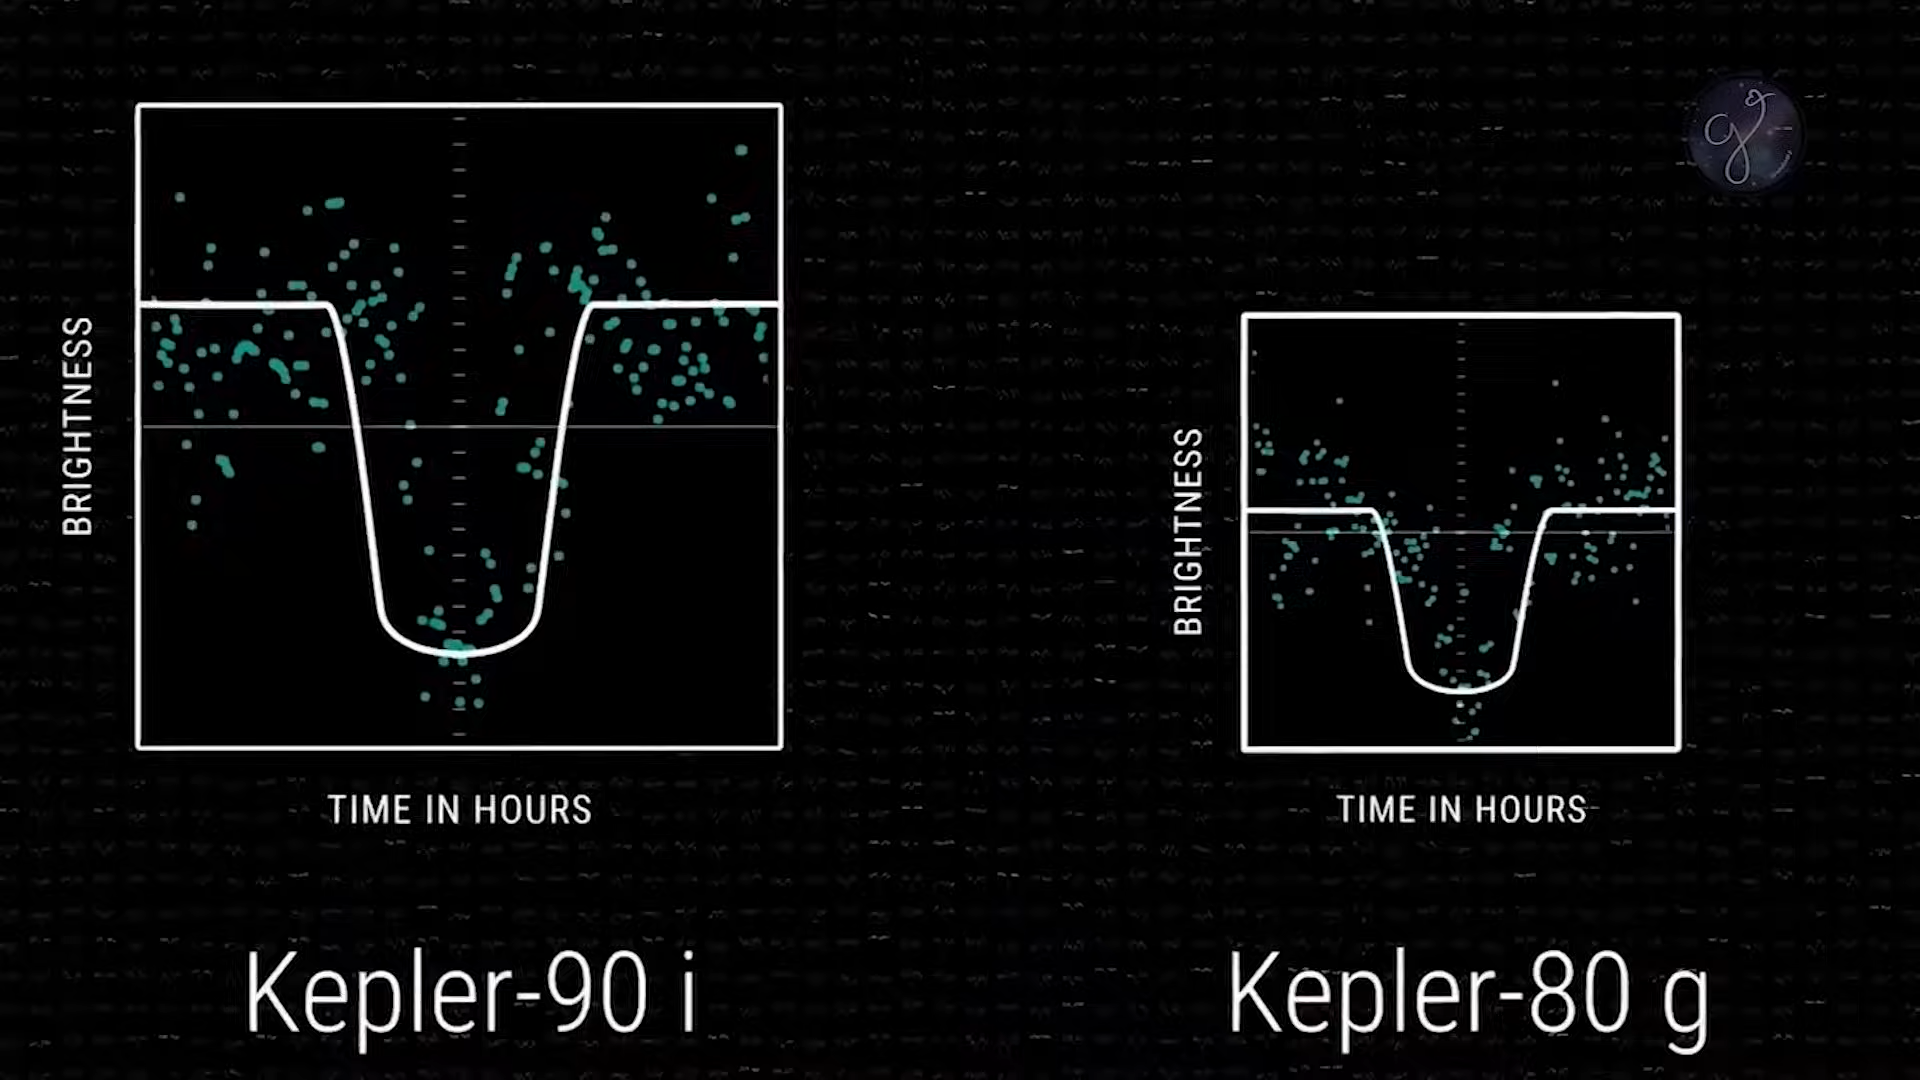 BRIGHTNESS
TIME IN HOURS
Kepler-90 i
BRIGHTNESS
TIME IN HOURS
Kepler-80 g